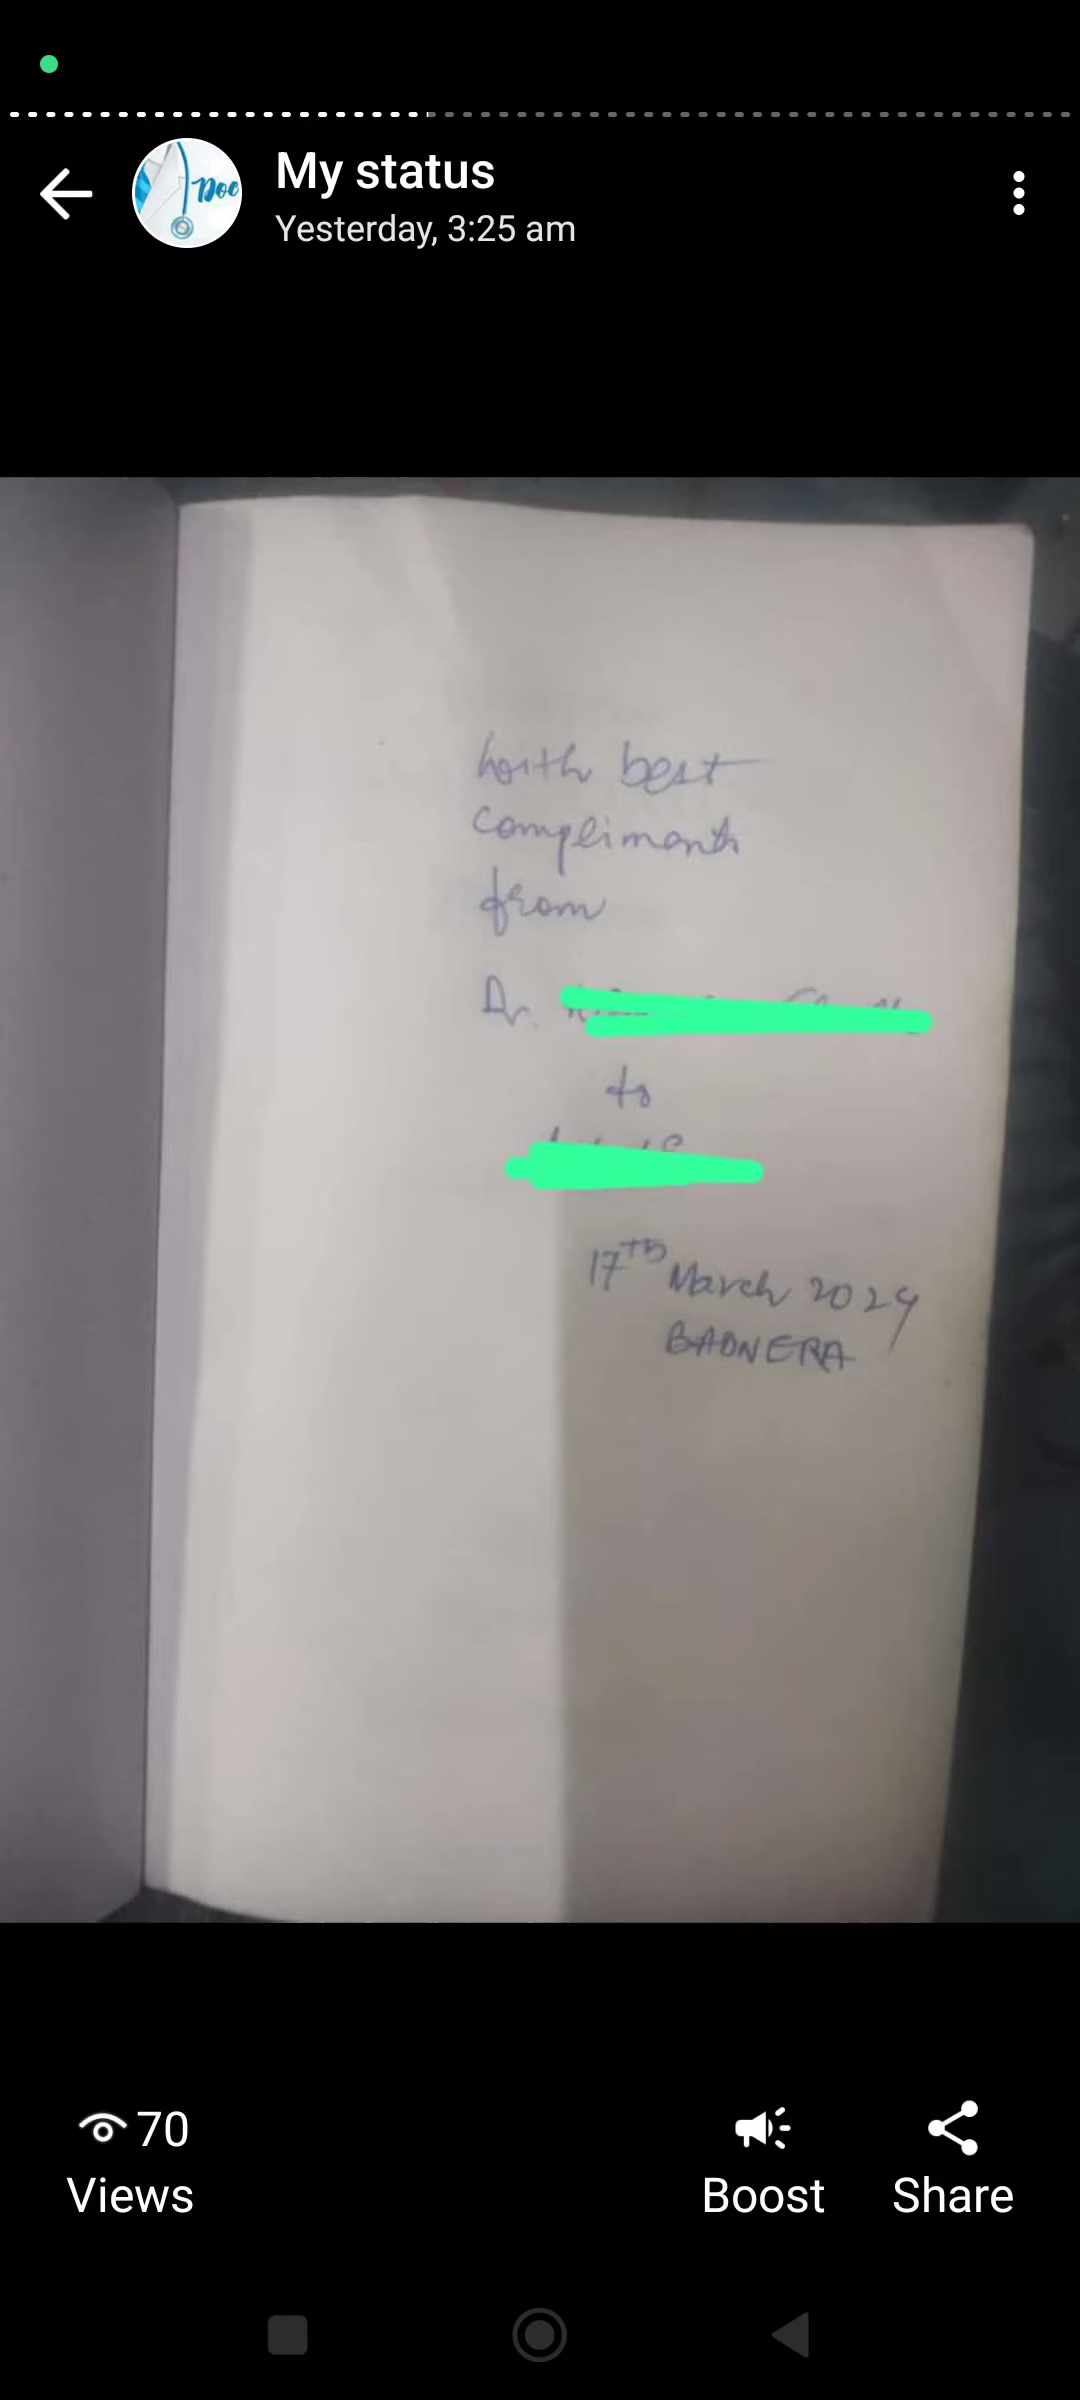 Doc
My status
Yesterday, 3:25 am
with best
compliments
from
Dr.
to
17th March 2024
BADNERA
70
Views
Boost
Share